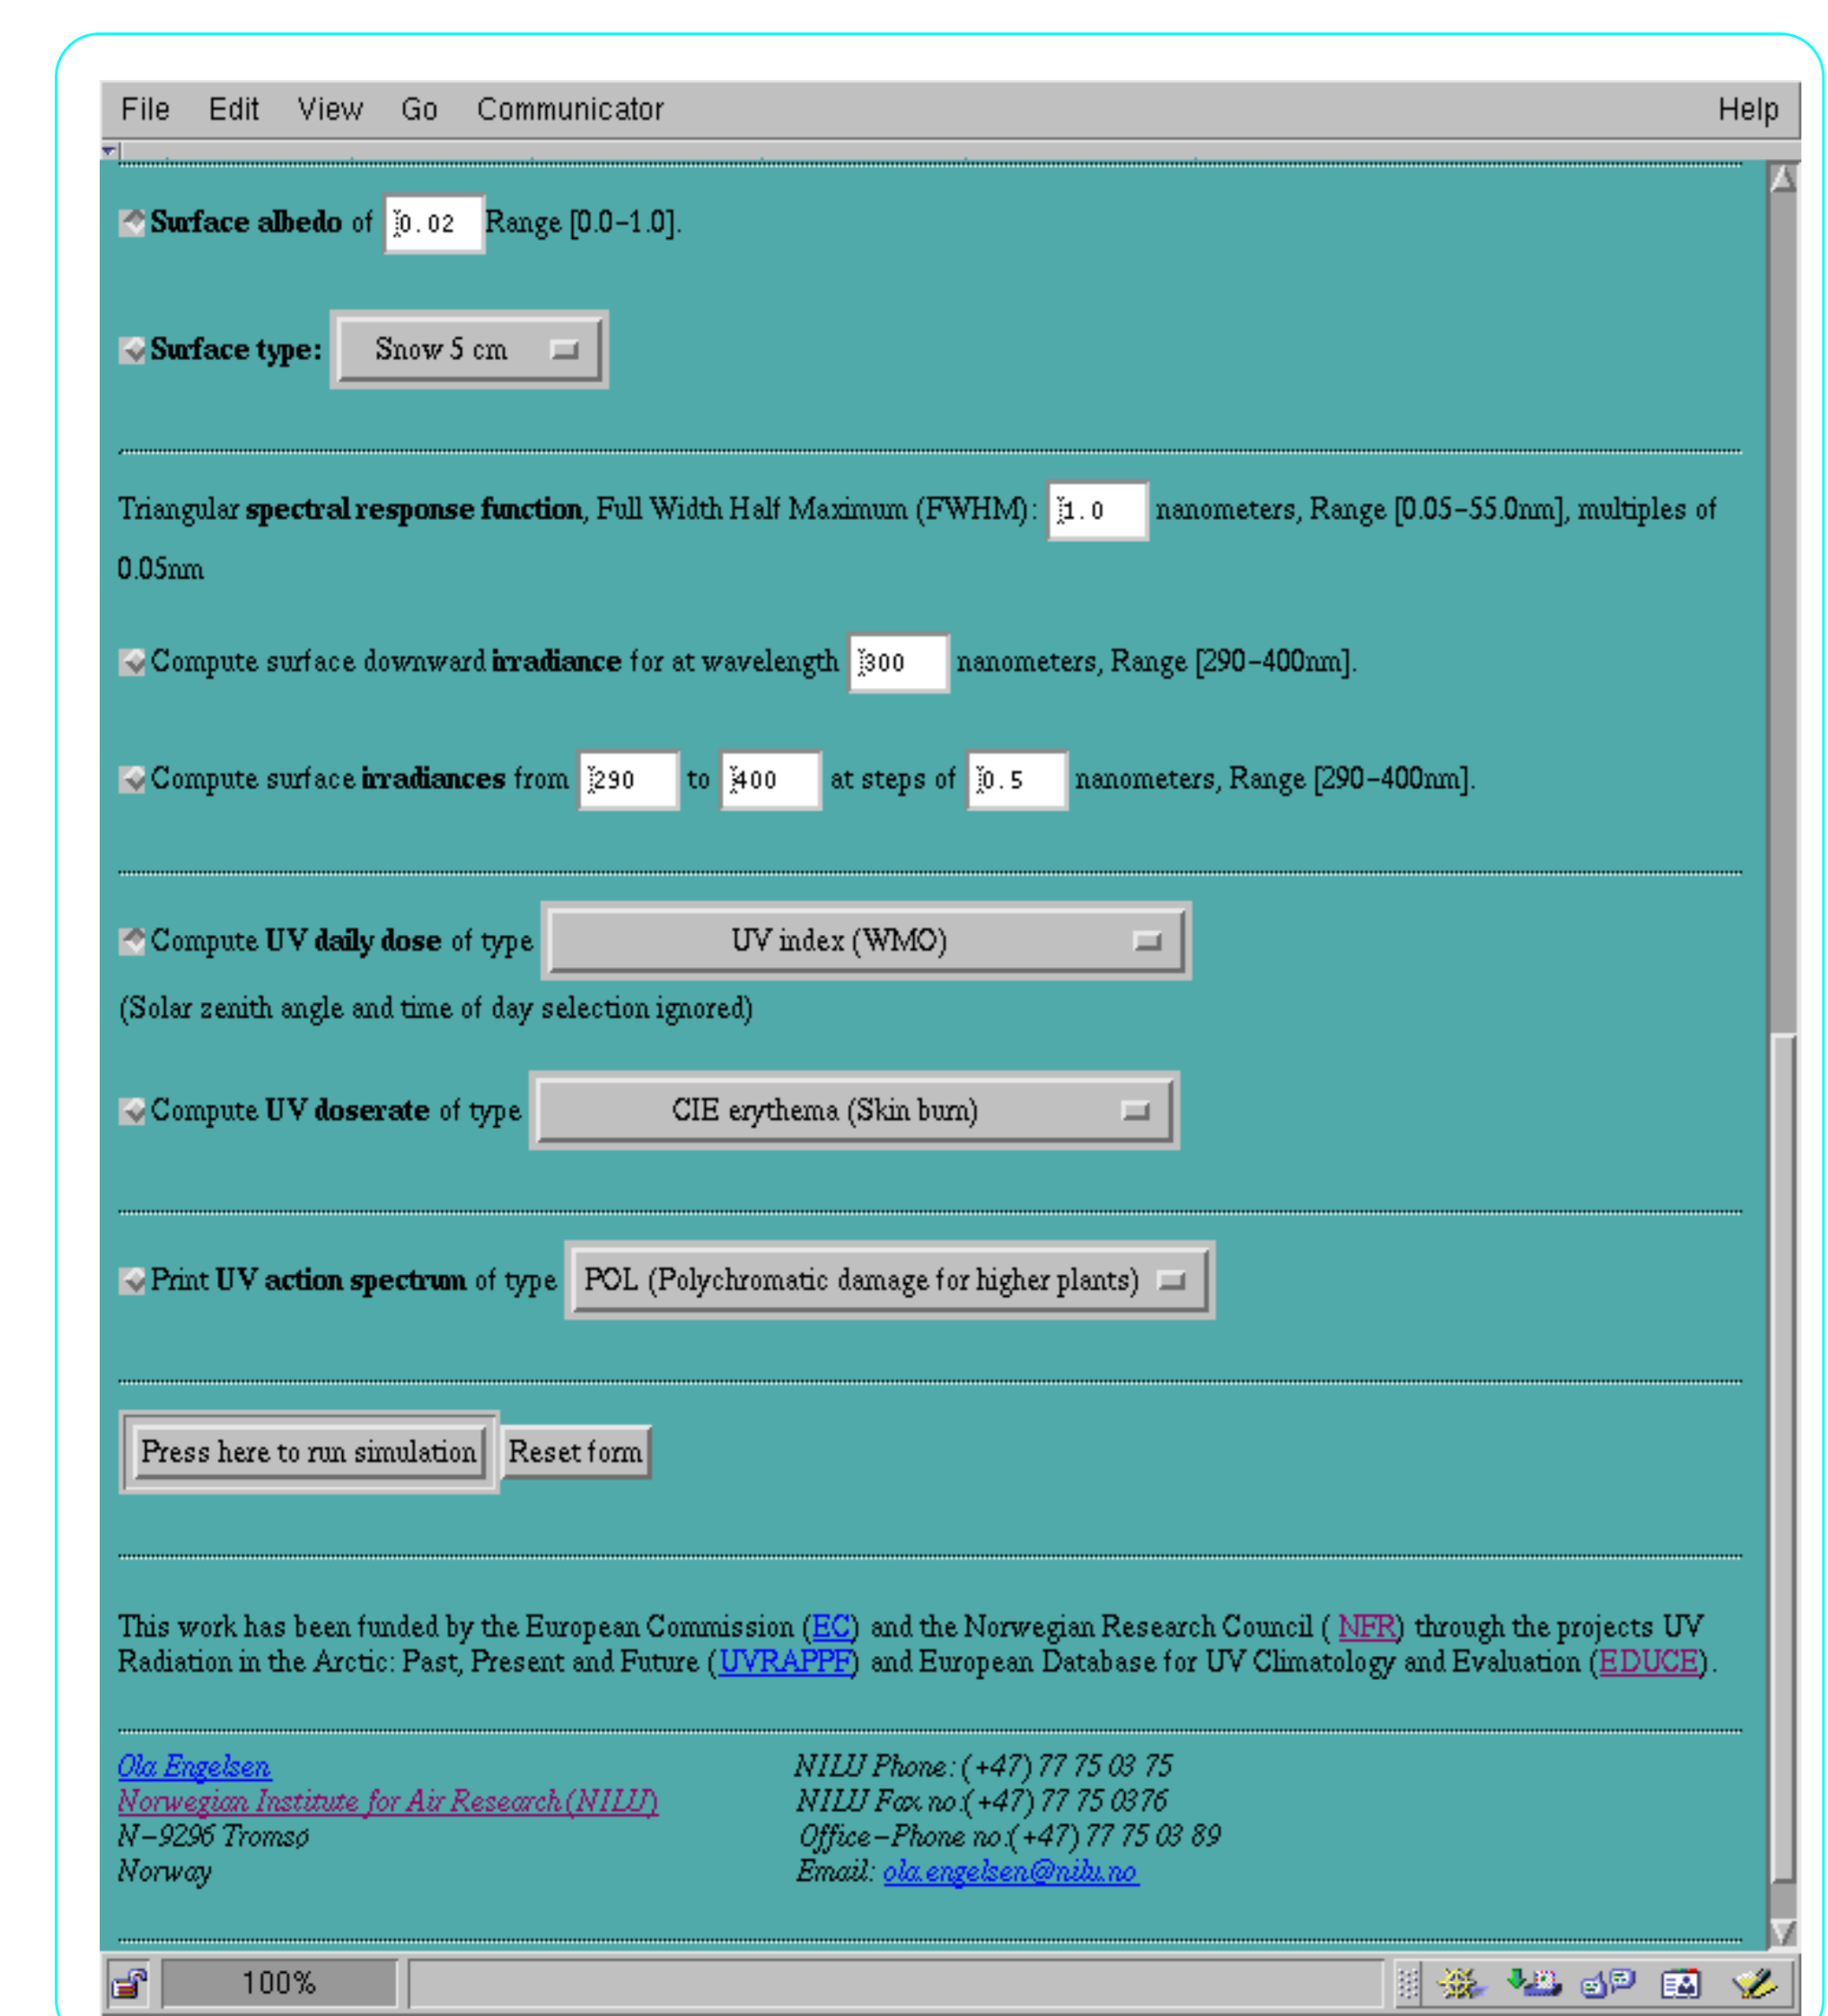 File Edit View Go Communicator Help
Surface albedo of 0.02 Range [0.0-1.0].
Surface type: Snow 5 cm
Triangular spectral response function, Full Width Half Maximum (FWHM): 1.0 nanometers, Range [0.05-55.0nm], multiples of
0.05nm
Compute surface downward irradiance for at wavelength 300 nanometers, Range [290-400nm].
Compute surface irradiances from 290 to 400 at steps of 0.5 nanometers, Range [290-400nm].
Compute UV daily dose of type UV index (WMO)
(Solar zenith angle and time of day selection ignored)
Compute UV doserate of type CIE erythema (Skin burn)
Print UV action spectrum of type POL (Polychromatic damage for higher plants)
Press here to run simulation Reset form
This work has been funded by the European Commission (EC) and the Norwegian Research Council ( NFR) through the projects UV
Radiation in the Arctic: Past, Present and Future (UVRAPPF) and European Database for UV Climatology and Evaluation (EDUCE).
Ola Engelsen NILU Phone: (+47) 77 75 03 75
Norwegian Institute for Air Research (NILU) NILU Fax no:(+47) 77 75 0376
N-9296 Tromsø Office-Phone no:(+47) 77 75 03 89
Norway Email: ola.engelsen@nilu.no
100%